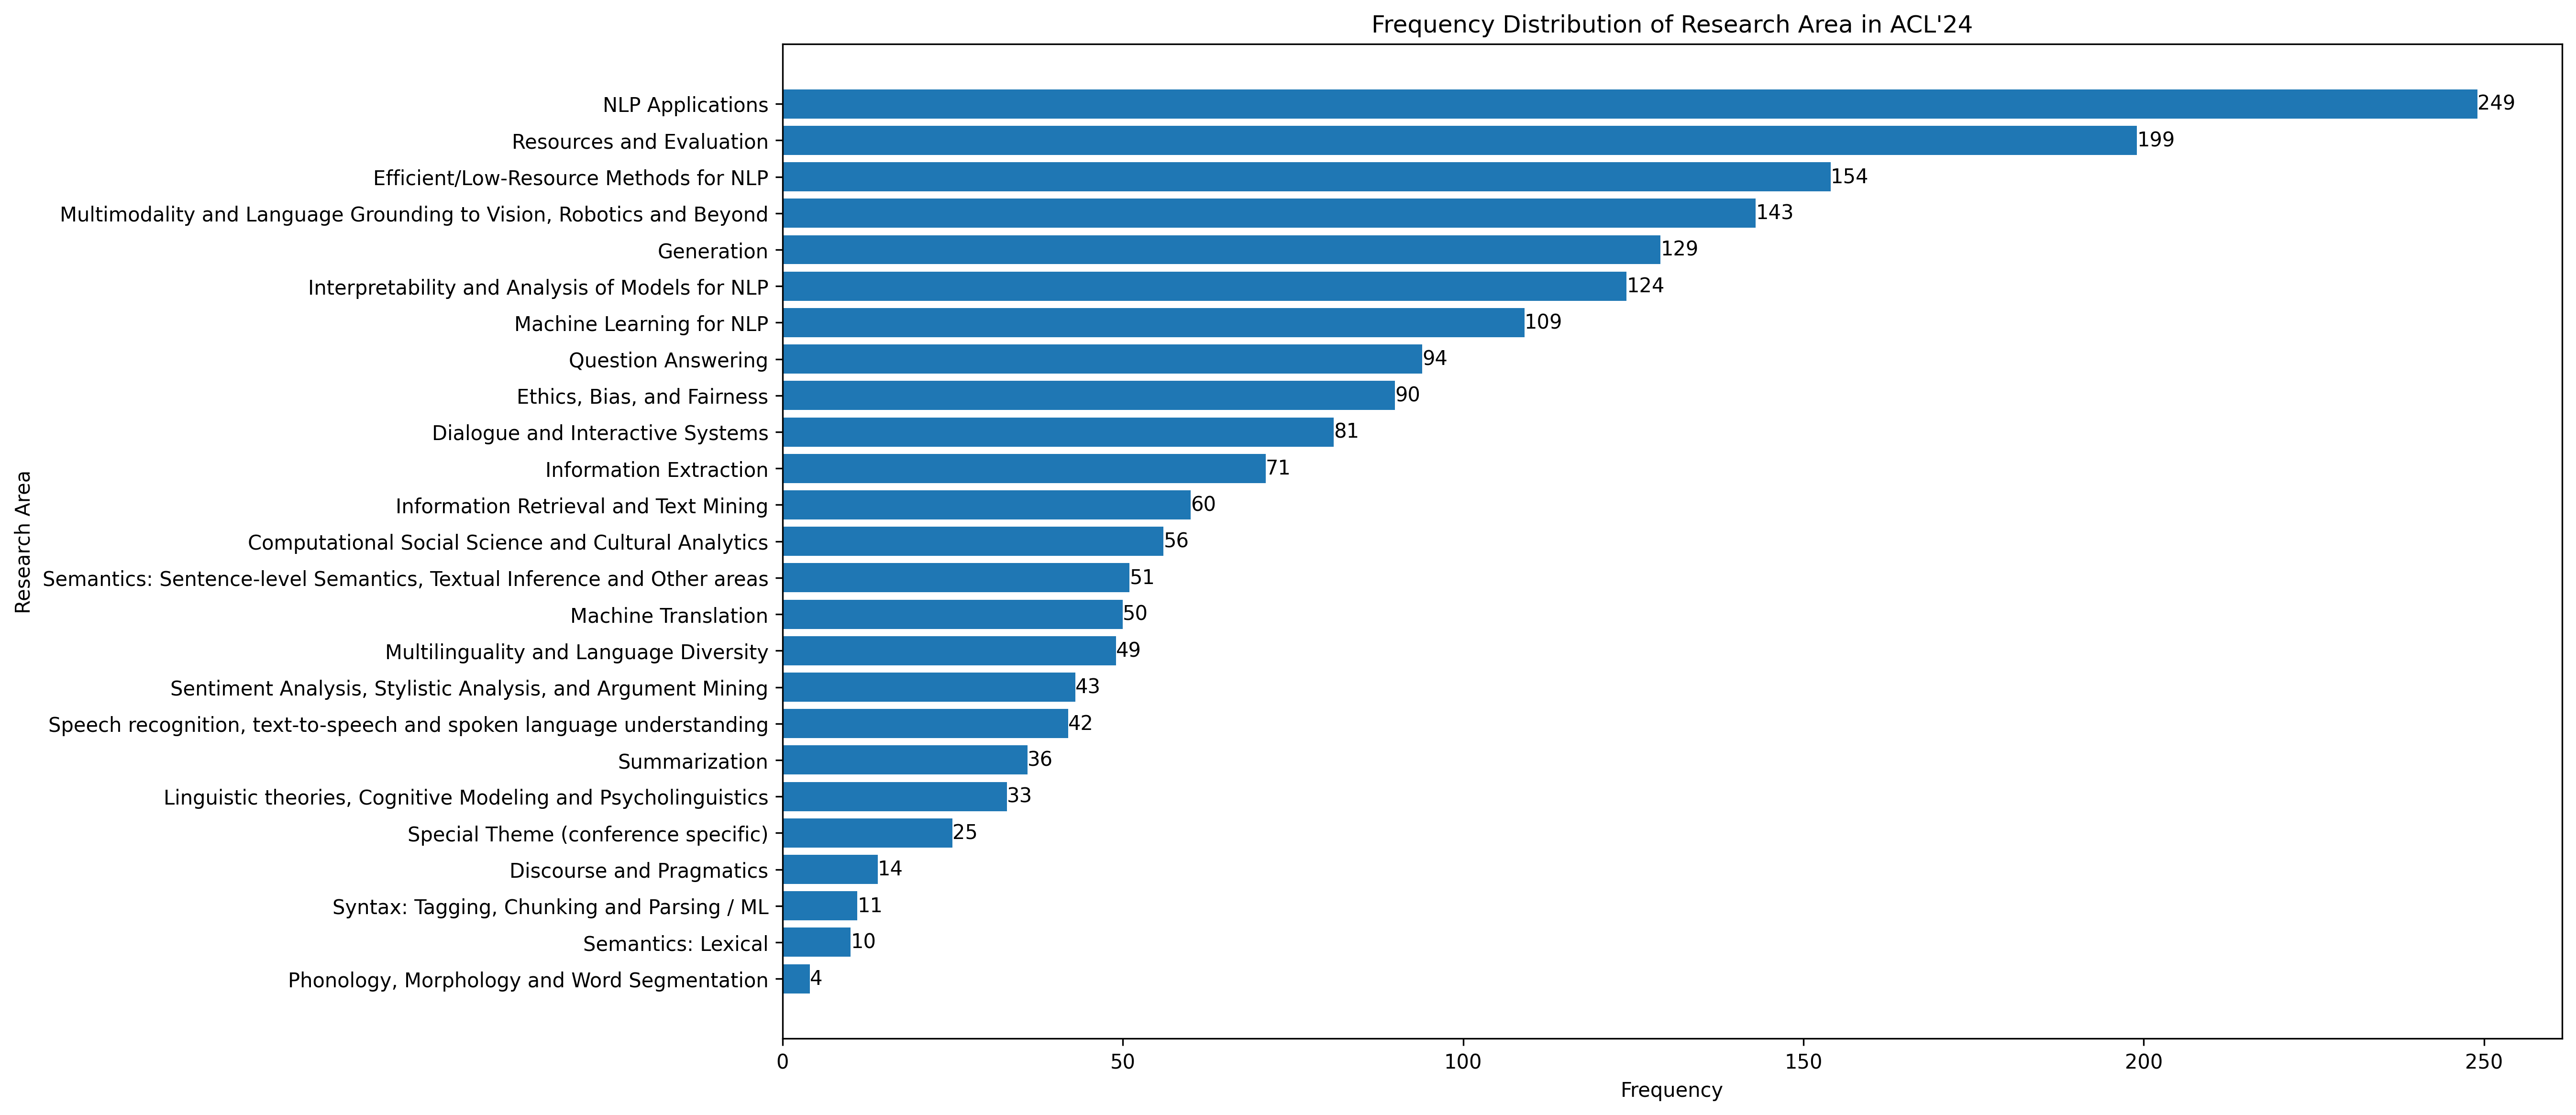 Frequency Distribution of Research Area in ACL'24
Research Area
NLP Applications 249
Resources and Evaluation 199
Efficient/Low-Resource Methods for NLP 154
Multimodality and Language Grounding to Vision, Robotics and Beyond 143
Generation 129
Interpretability and Analysis of Models for NLP 124
Machine Learning for NLP 109
Question Answering 94
Ethics, Bias, and Fairness 90
Dialogue and Interactive Systems 81
Information Extraction 71
Information Retrieval and Text Mining 60
Computational Social Science and Cultural Analytics 56
Semantics: Sentence-level Semantics, Textual Inference and Other areas 51
Machine Translation 50
Multilinguality and Language Diversity 49
Sentiment Analysis, Stylistic Analysis, and Argument Mining 43
Speech recognition, text-to-speech and spoken language understanding 42
Summarization 36
Linguistic theories, Cognitive Modeling and Psycholinguistics 33
Special Theme (conference specific) 25
Discourse and Pragmatics 14
Syntax: Tagging, Chunking and Parsing / ML 11
Semantics: Lexical 10
Phonology, Morphology and Word Segmentation 4
0 50 100 150 200 250
Frequency